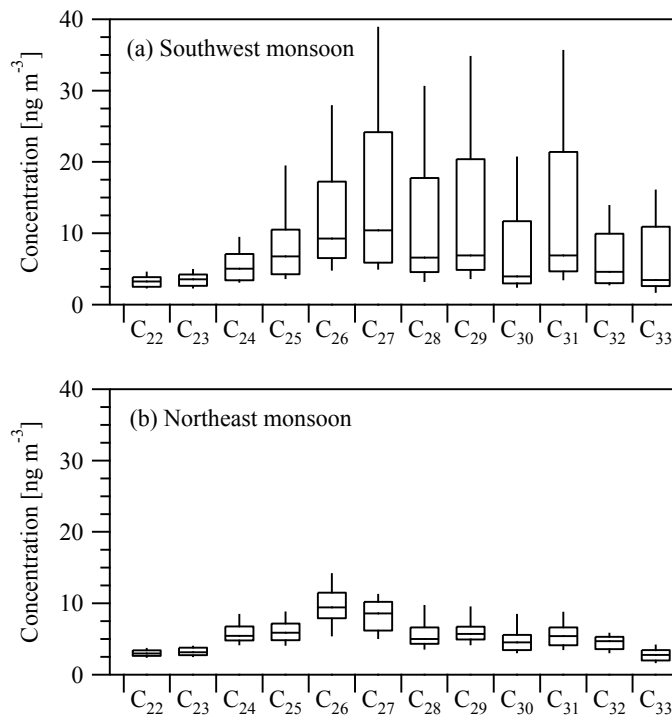 40
(a) Southwest monsoon
30
20
10
0
Concentration [ng m⁻³]
C₂₂ C₂₃ C₂₄ C₂₅ C₂₆ C₂₇ C₂₈ C₂₉ C₃₀ C₃₁ C₃₂ C₃₃
40
(b) Northeast monsoon
30
20
10
0
Concentration [ng m⁻³]
C₂₂ C₂₃ C₂₄ C₂₅ C₂₆ C₂₇ C₂₈ C₂₉ C₃₀ C₃₁ C₃₂ C₃₃